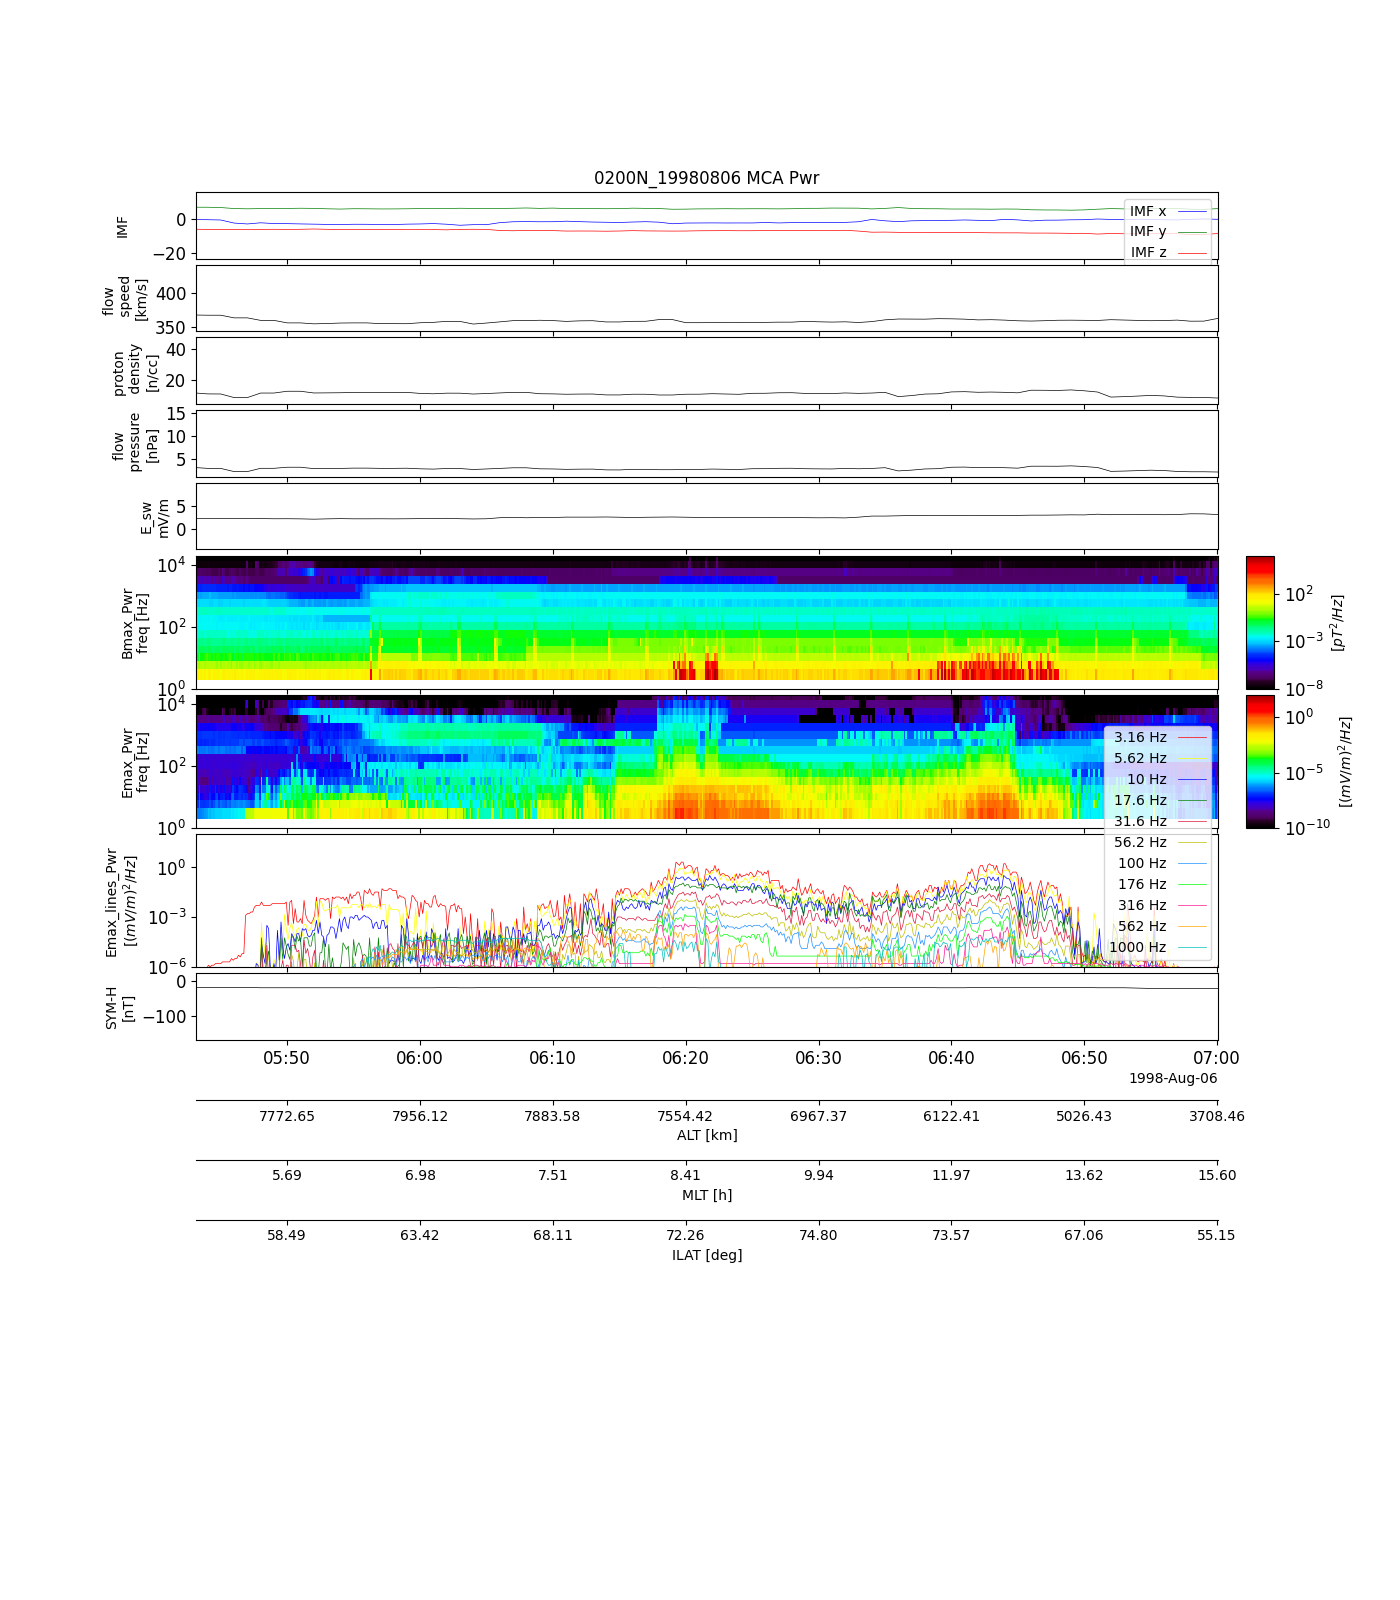 0200N_19980806 MCA Pwr
IMF
0
−20
IMF x
IMF y
IMF z
flow
speed
[km/s]
400
350
proton
density
[n/cc]
40
20
flow
pressure
[nPa]
15
10
5
E_sw
mV/m
5
0
Bmax_Pwr
freq [Hz]
10^4
10^2
10^0
10^2
10^−3
10^−8
[pT^2/Hz]
Emax_Pwr
freq [Hz]
10^4
10^2
10^0
10^0
10^−5
10^−10
[(mV/m)^2/Hz]
3.16 Hz
5.62 Hz
10 Hz
17.6 Hz
31.6 Hz
56.2 Hz
100 Hz
176 Hz
316 Hz
562 Hz
1000 Hz
Emax_lines_Pwr
[(mV/m)^2/Hz]
10^0
10^−3
10^−6
SYM-H
[nT]
0
−100
05:50 06:00 06:10 06:20 06:30 06:40 06:50 07:00
1998-Aug-06
7772.65 7956.12 7883.58 7554.42 6967.37 6122.41 5026.43 3708.46
ALT [km]
5.69 6.98 7.51 8.41 9.94 11.97 13.62 15.60
MLT [h]
58.49 63.42 68.11 72.26 74.80 73.57 67.06 55.15
ILAT [deg]